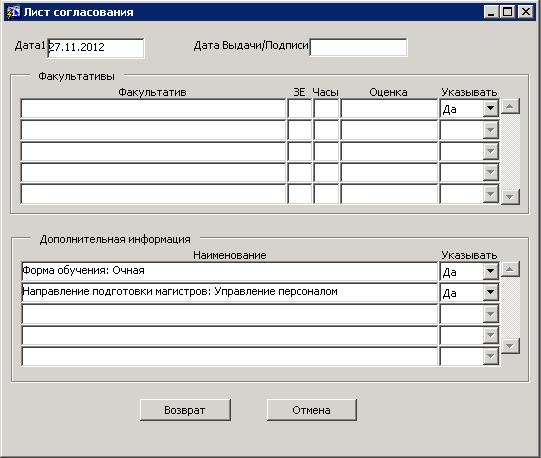 Лист согласования
Дата1 27.11.2012 Дата Выдачи/Подписи
Факультативы
Факультатив ЗЕ Часы Оценка Указывать
Да
Дополнительная информация
Наименование Указывать
Форма обучения: Очная Да
Направление подготовки магистров: Управление персоналом Да
Возврат Отмена